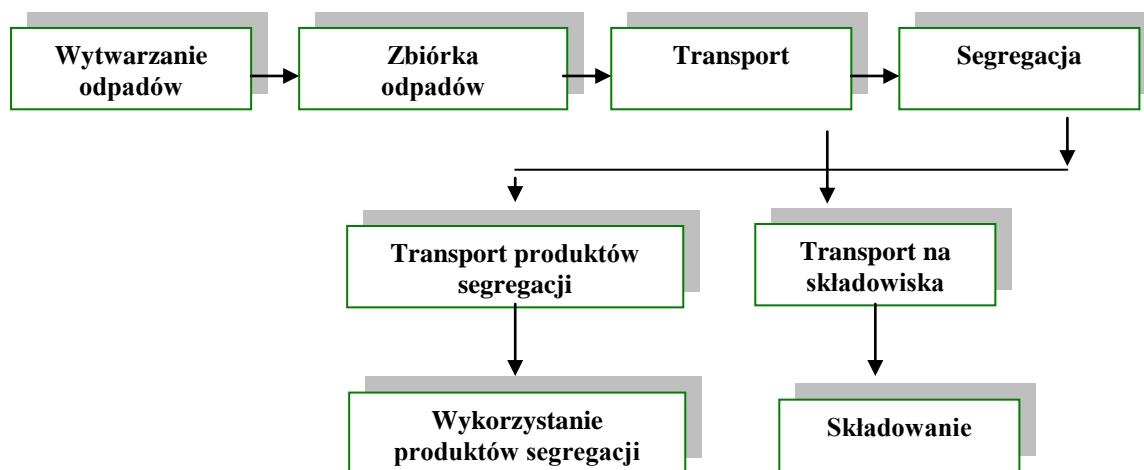 Wytwarzanie
odpadów
Zbiórka
odpadów
Transport
Segregacja
Transport produktów
segregacji
Transport na
składowiska
Wykorzystanie
produktów segregacji
Składowanie